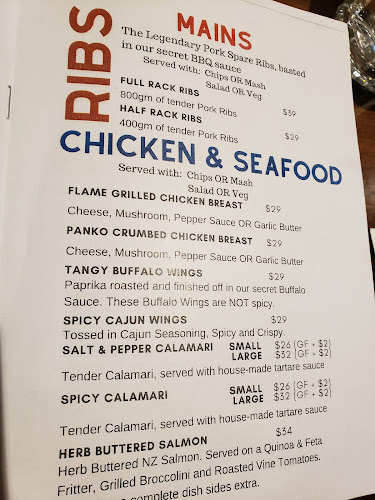 RIBS
MAINS
The Legendary Pork Spare Ribs, basted
in our secret BBQ sauce
Served with: Chips OR Mash
Salad OR Veg
FULL RACK RIBS
800gm of tender Pork Ribs $39
HALF RACK RIBS
400gm of tender Pork Ribs $29
CHICKEN & SEAFOOD
Served with: Chips OR Mash
Salad OR Veg
FLAME GRILLED CHICKEN BREAST $29
Cheese, Mushroom, Pepper Sauce OR Garlic Butter
PANKO CRUMBED CHICKEN BREAST $29
Cheese, Mushroom, Pepper Sauce OR Garlic Butter
TANGY BUFFALO WINGS $29
Paprika roasted and finished off in our secret Buffalo
Sauce. These Buffalo Wings are NOT spicy.
SPICY CAJUN WINGS $29
Tossed in Cajun Seasoning, Spicy and Crispy.
SALT & PEPPER CALAMARI SMALL $26 (GF + $2)
LARGE $32 (GF + $2)
Tender Calamari, served with house-made tartare sauce
SPICY CALAMARI SMALL $26 (GF + $2)
LARGE $32 (GF + $2)
Tender Calamari, served with house-made tartare sauce
HERB BUTTERED SALMON $34
Herb Buttered NZ Salmon. Served on a Quinoa & Feta
Fritter, Grilled Broccolini and Roasted Vine Tomatoes.
complete dish sides extra.